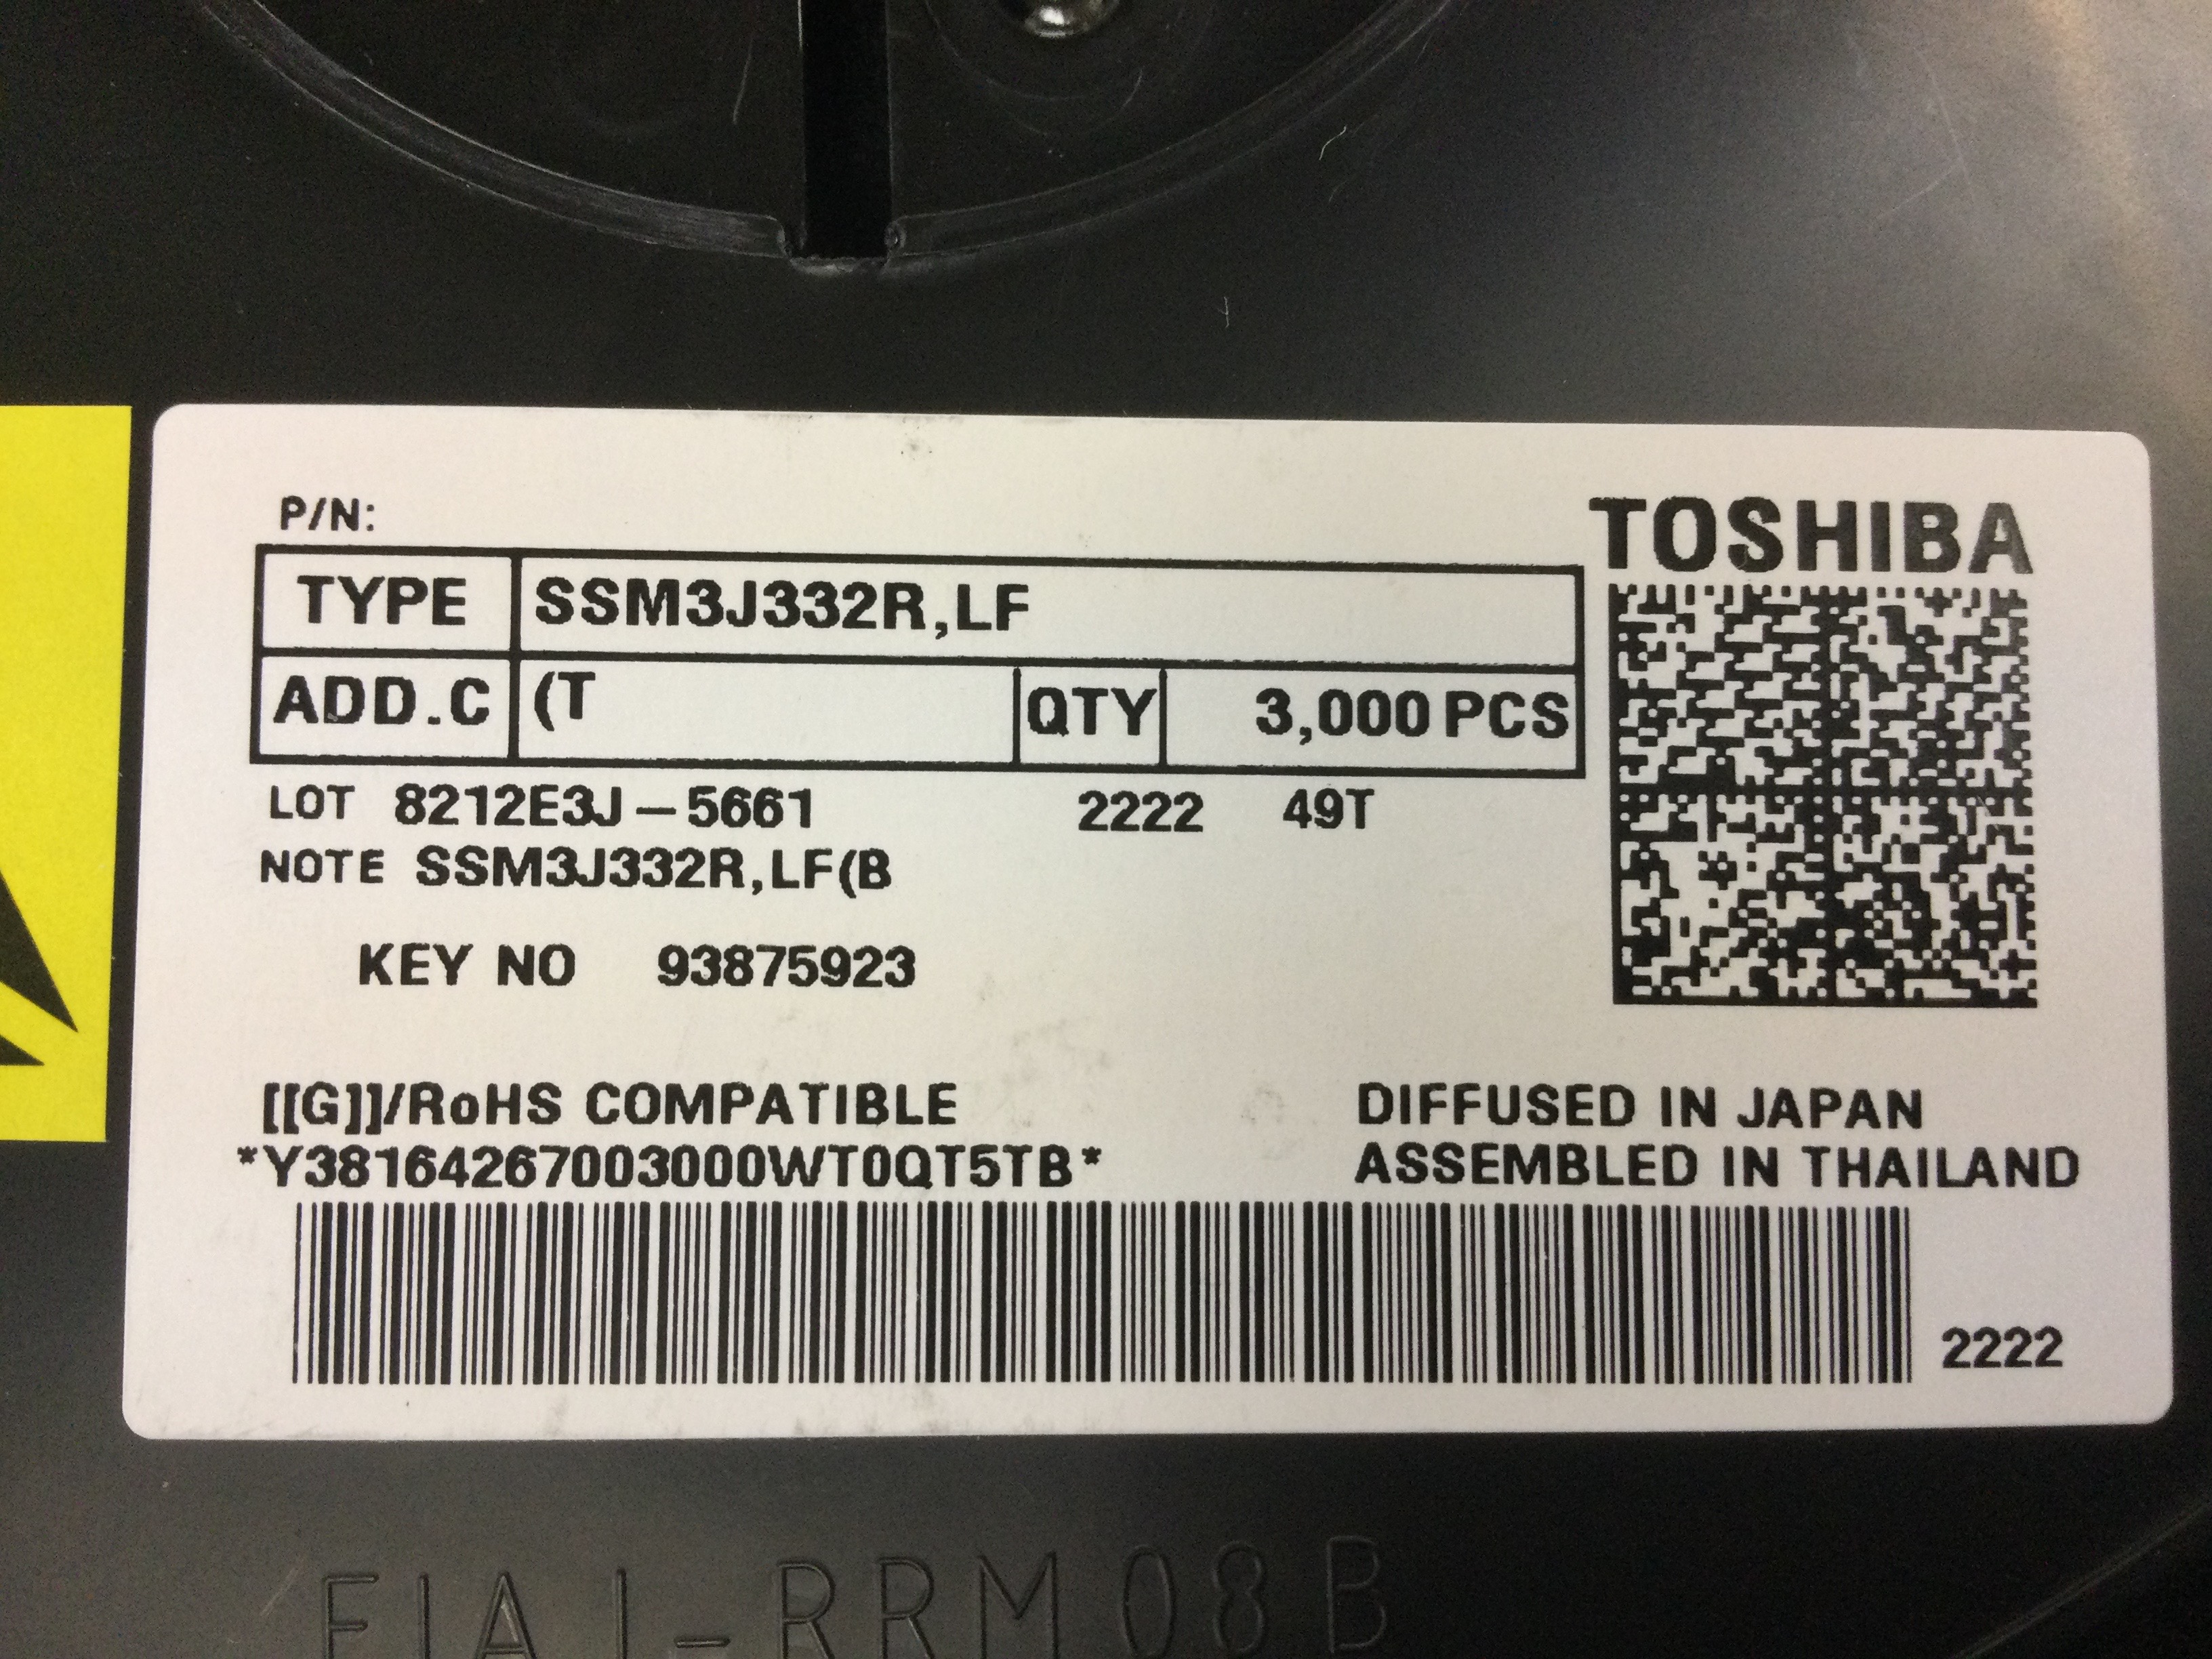 P/N:
TOSHIBA
TYPE SSM3J332R,LF
ADD.C (T QTY 3,000 PCS
LOT 8212E3J-5661 2222 49T
NOTE SSM3J332R,LF(B
KEY NO 93875923
[[G]]/RoHS COMPATIBLE
DIFFUSED IN JAPAN
*Y38164267003000WT0QT5TB*
ASSEMBLED IN THAILAND
2222
EIAJ-RRM08B